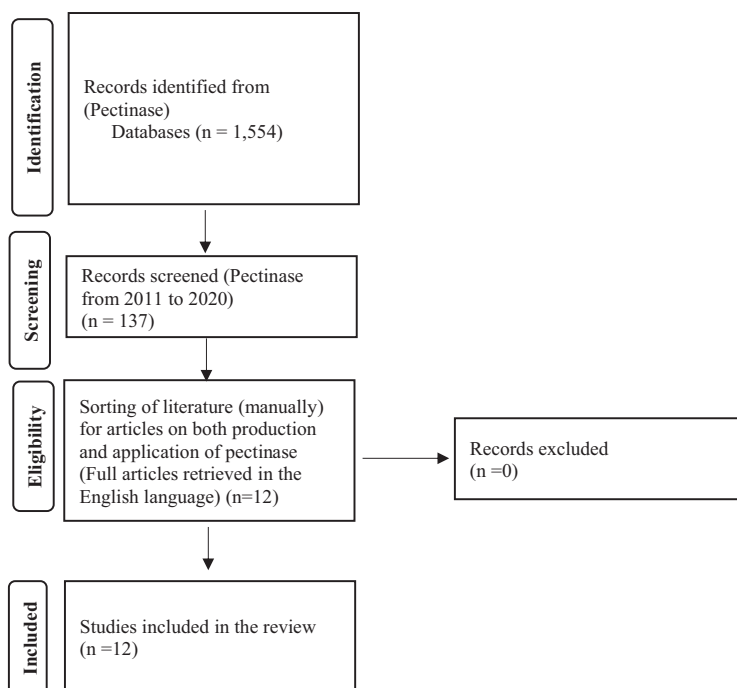 Identification
Records identified from
(Pectinase)
Databases (n = 1,554)
Screening
Records screened (Pectinase
from 2011 to 2020)
(n = 137)
Eligibility
Sorting of literature (manually)
for articles on both production
and application of pectinase
(Full articles retrieved in the
English language) (n=12)
Records excluded
(n =0)
Included
Studies included in the review
(n =12)